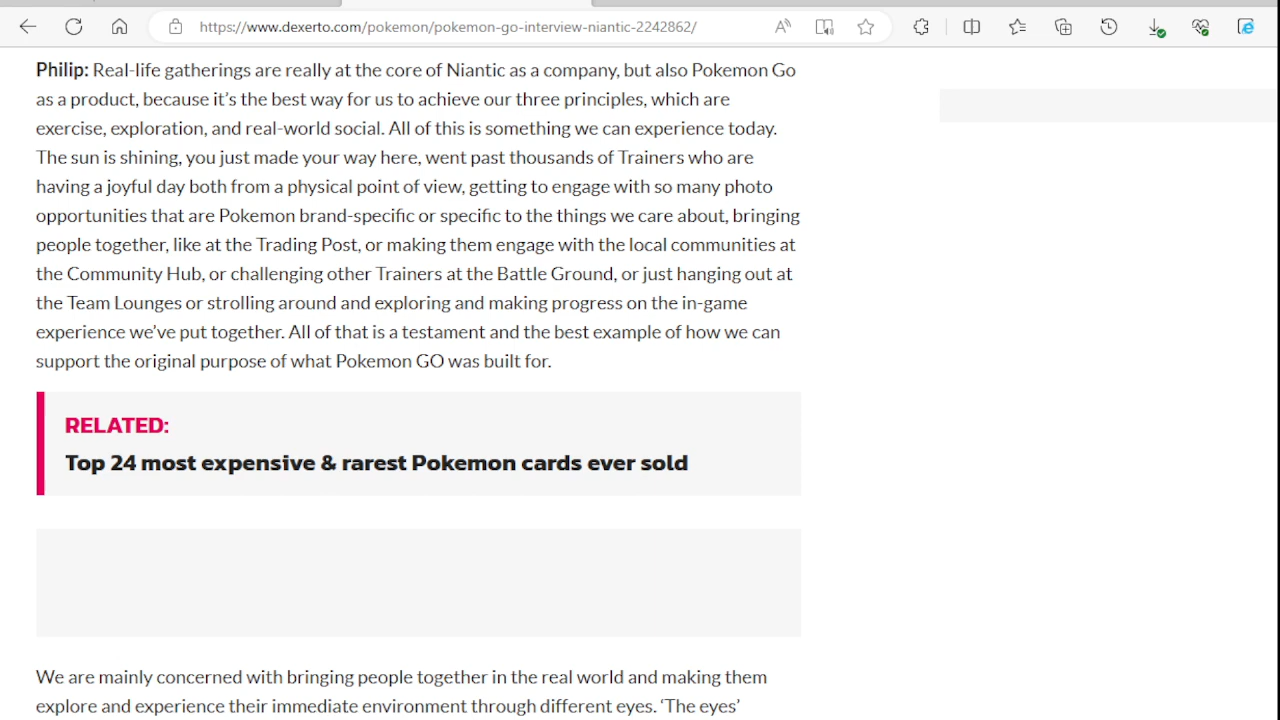 https://www.dexerto.com/pokemon/pokemon-go-interview-niantic-2242862/
Philip: Real-life gatherings are really at the core of Niantic as a company, but also Pokemon Go
as a product, because it’s the best way for us to achieve our three principles, which are
exercise, exploration, and real-world social. All of this is something we can experience today.
The sun is shining, you just made your way here, went past thousands of Trainers who are
having a joyful day both from a physical point of view, getting to engage with so many photo
opportunities that are Pokemon brand-specific or specific to the things we care about, bringing
people together, like at the Trading Post, or making them engage with the local communities at
the Community Hub, or challenging other Trainers at the Battle Ground, or just hanging out at
the Team Lounges or strolling around and exploring and making progress on the in-game
experience we’ve put together. All of that is a testament and the best example of how we can
support the original purpose of what Pokemon GO was built for.
RELATED:
Top 24 most expensive & rarest Pokemon cards ever sold
We are mainly concerned with bringing people together in the real world and making them
explore and experience their immediate environment through different eyes. ‘The eyes’